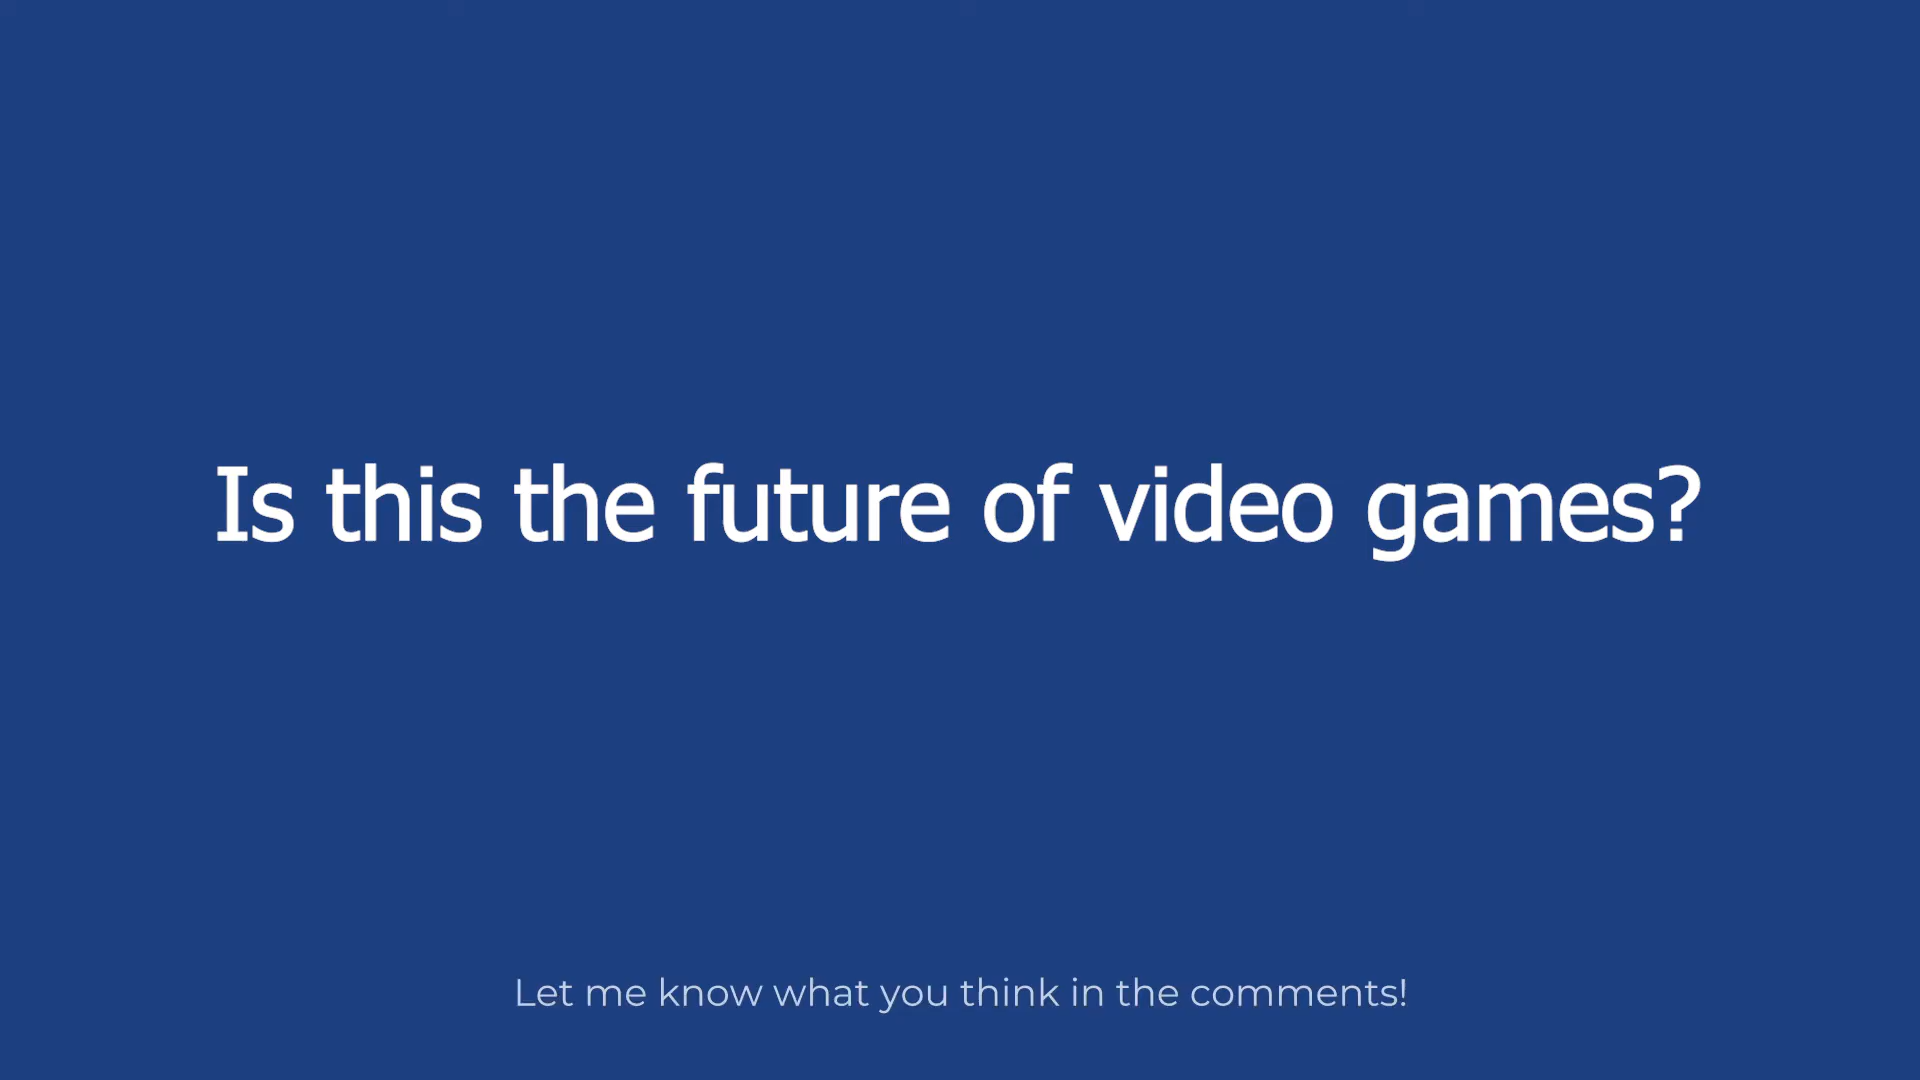 Is this the future of video games?
Let me know what you think in the comments!